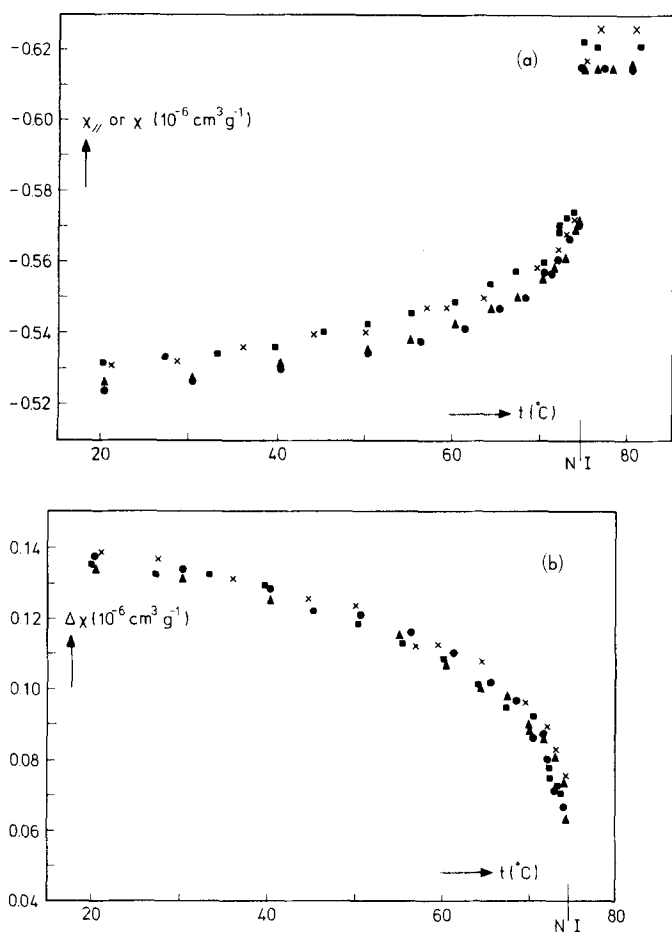 (a)
-0.62
-0.60
χ// or χ (10⁻⁶ cm³ g⁻¹)
-0.58
-0.56
-0.54
-0.52
t (°C)
20 40 60 N I 80
(b)
0.14
0.12
Δχ (10⁻⁶ cm³ g⁻¹)
0.10
0.08
0.06
0.04
t (°C)
20 40 60 N I 80